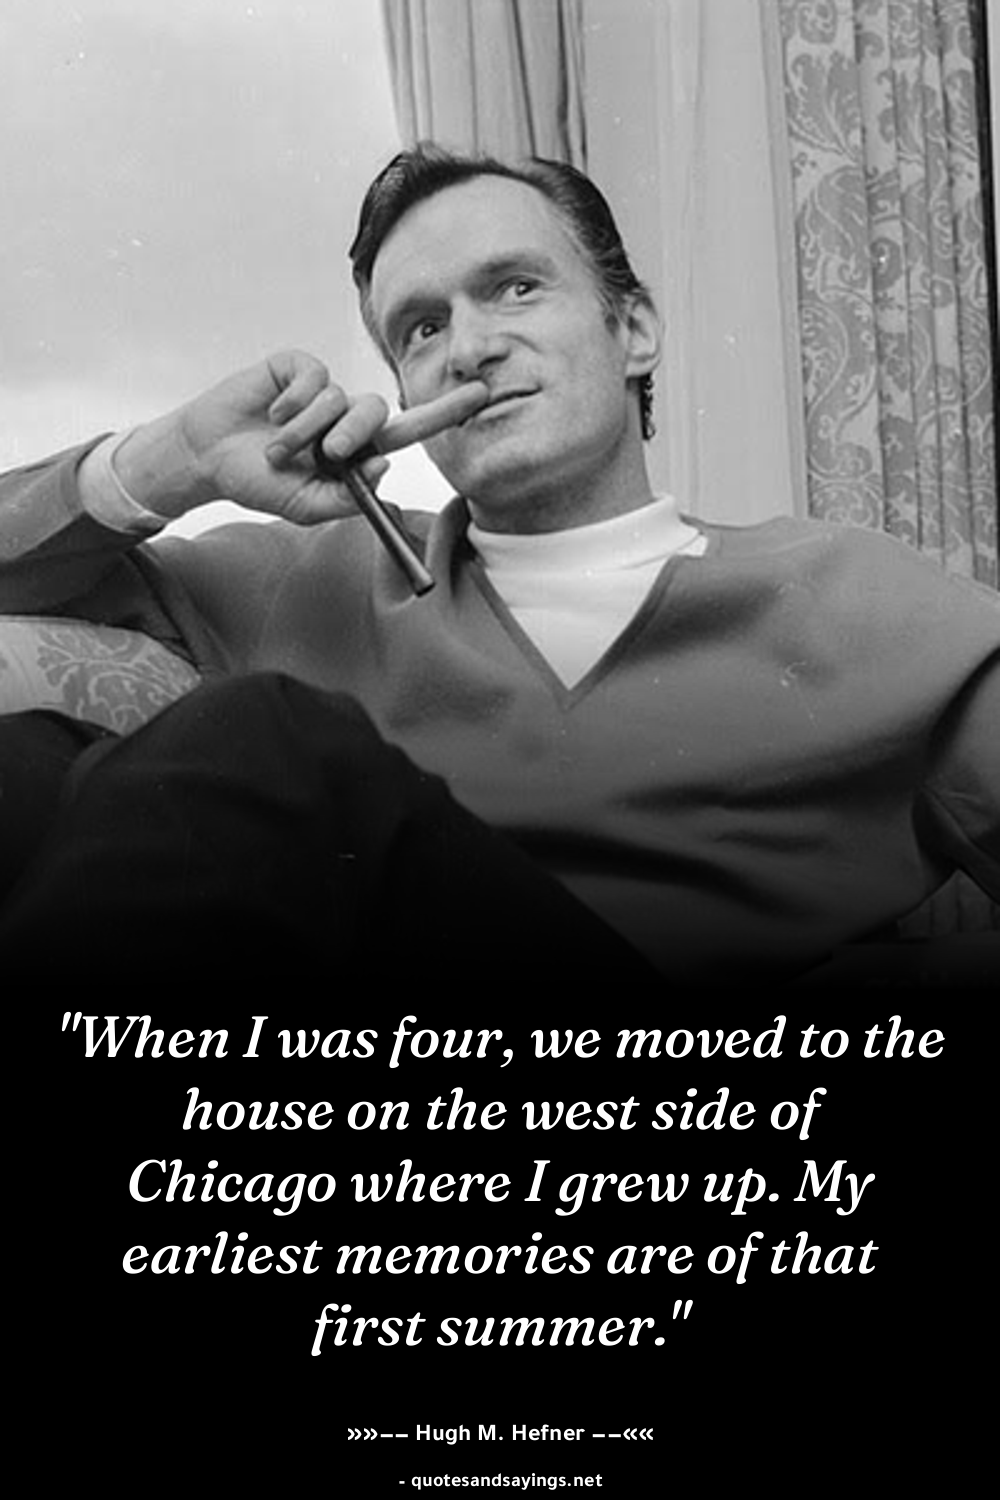 "When I was four, we moved to the
house on the west side of
Chicago where I grew up. My
earliest memories are of that
first summer."
»»−− Hugh M. Hefner −−««
- quotesandsayings.net